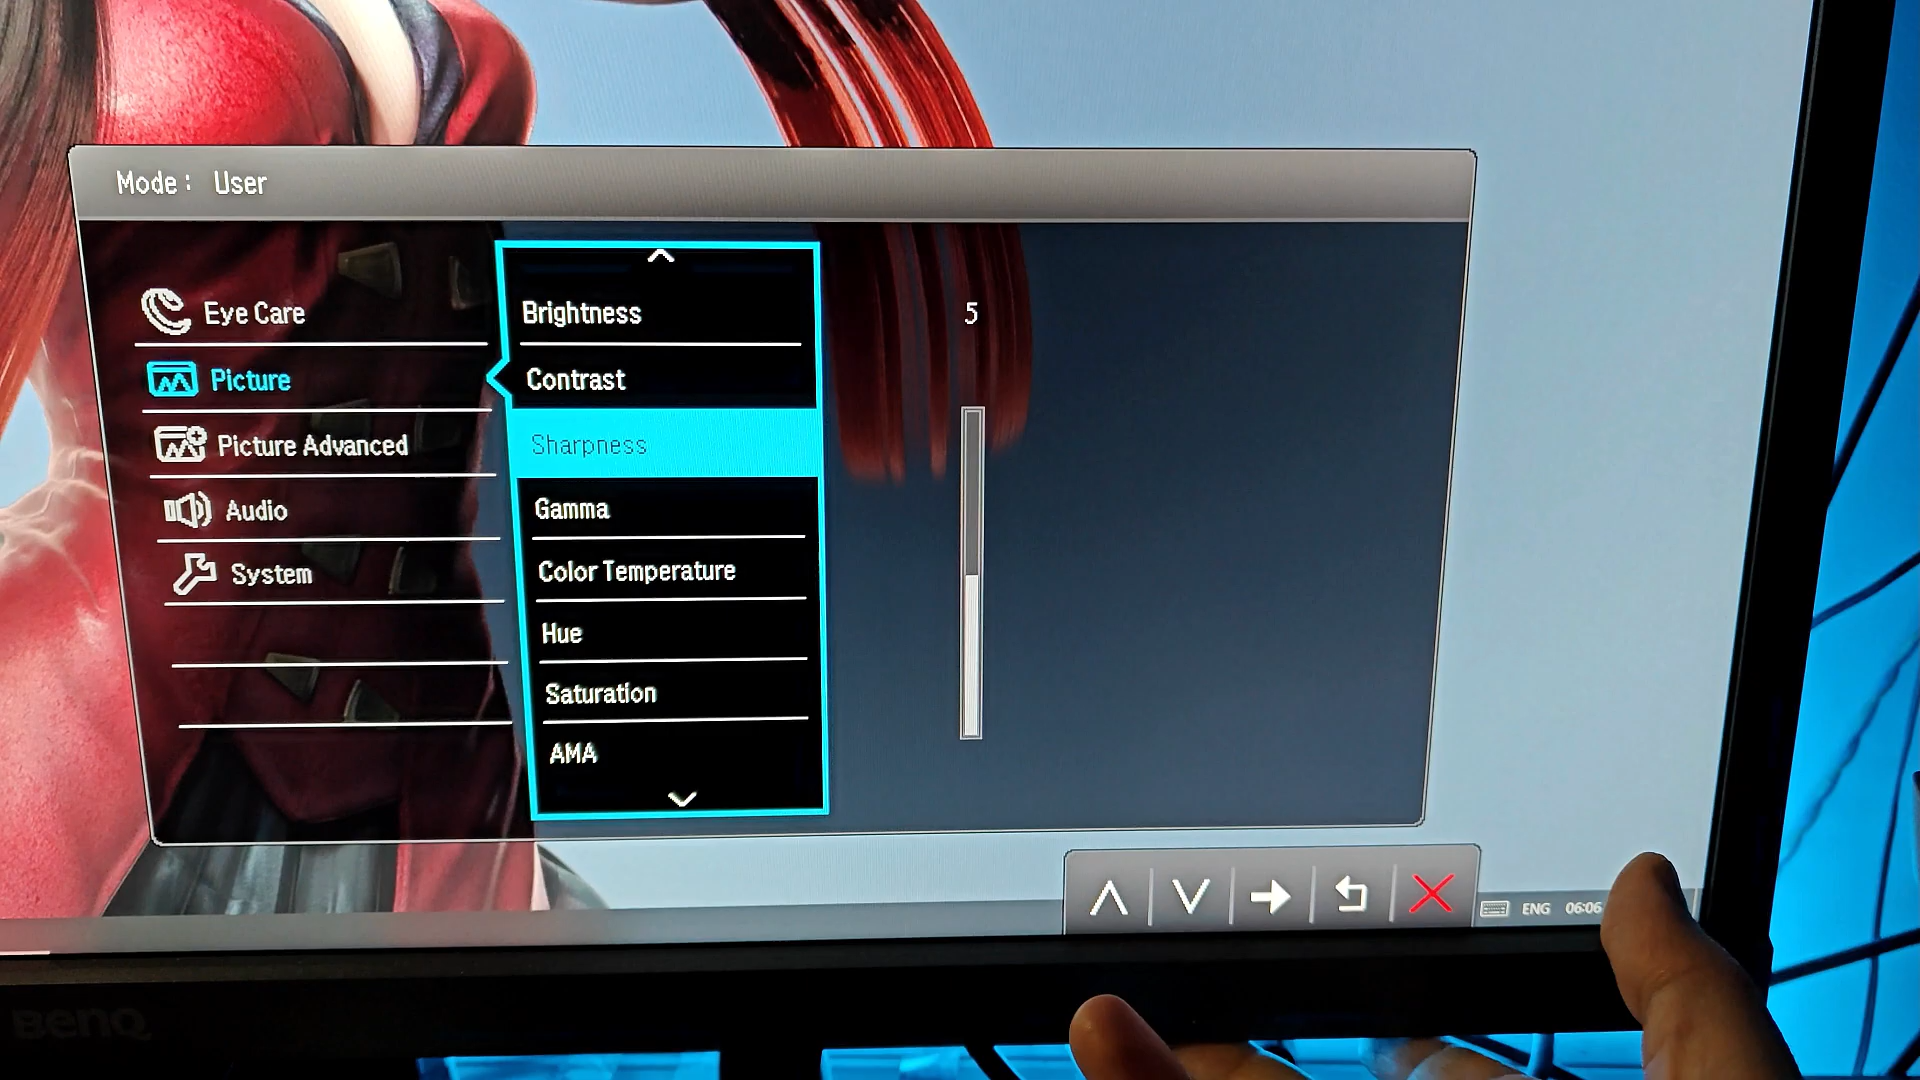 Mode: User
Eye Care
Picture
Picture Advanced
Audio
System
Brightness
Contrast
Sharpness
Gamma
Color Temperature
Hue
Saturation
AMA
5
ENG 06:06
BenQ